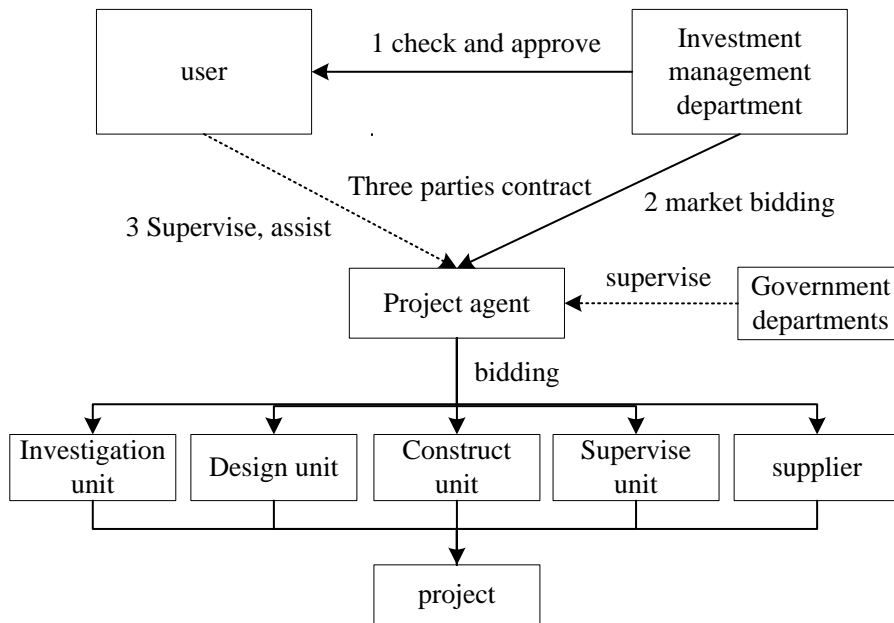 1 check and approve
user
Investment
management
department
Three parties contract
2 market bidding
3 Supervise, assist
supervise
Project agent
Government
departments
bidding
Investigation
unit
Design unit
Construct
unit
Supervise
unit
supplier
project